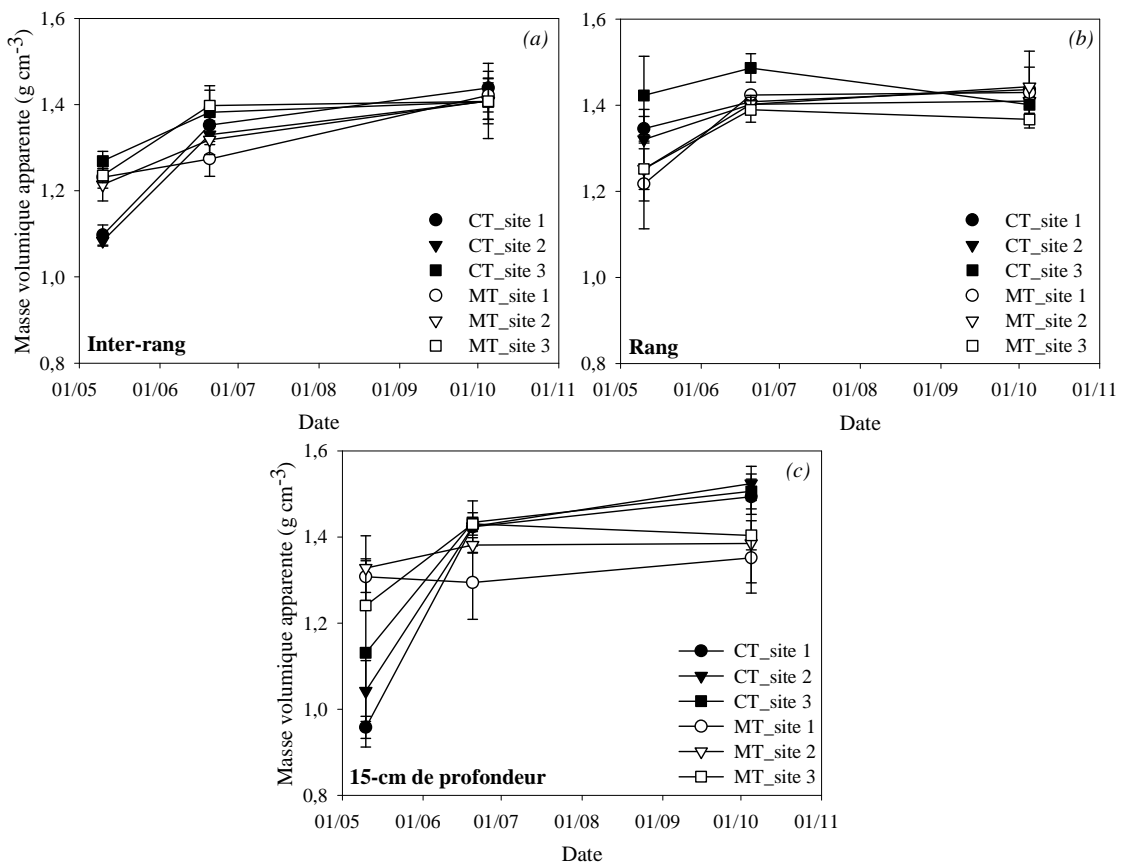 1,6
1,4
1,2
1,0
0,8
Masse volumique apparente (g cm-3)
(a)
CT_site 1
CT_site 2
CT_site 3
MT_site 1
MT_site 2
MT_site 3
Inter-rang
01/05 01/06 01/07 01/08 01/09 01/10 01/11
Date
1,6
1,4
1,2
1,0
0,8
(b)
CT_site 1
CT_site 2
CT_site 3
MT_site 1
MT_site 2
MT_site 3
Rang
01/05 01/06 01/07 01/08 01/09 01/10 01/11
Date
1,6
1,4
1,2
1,0
0,8
Masse volumique apparente (g cm-3)
(c)
CT_site 1
CT_site 2
CT_site 3
MT_site 1
MT_site 2
MT_site 3
15-cm de profondeur
01/05 01/06 01/07 01/08 01/09 01/10 01/11
Date